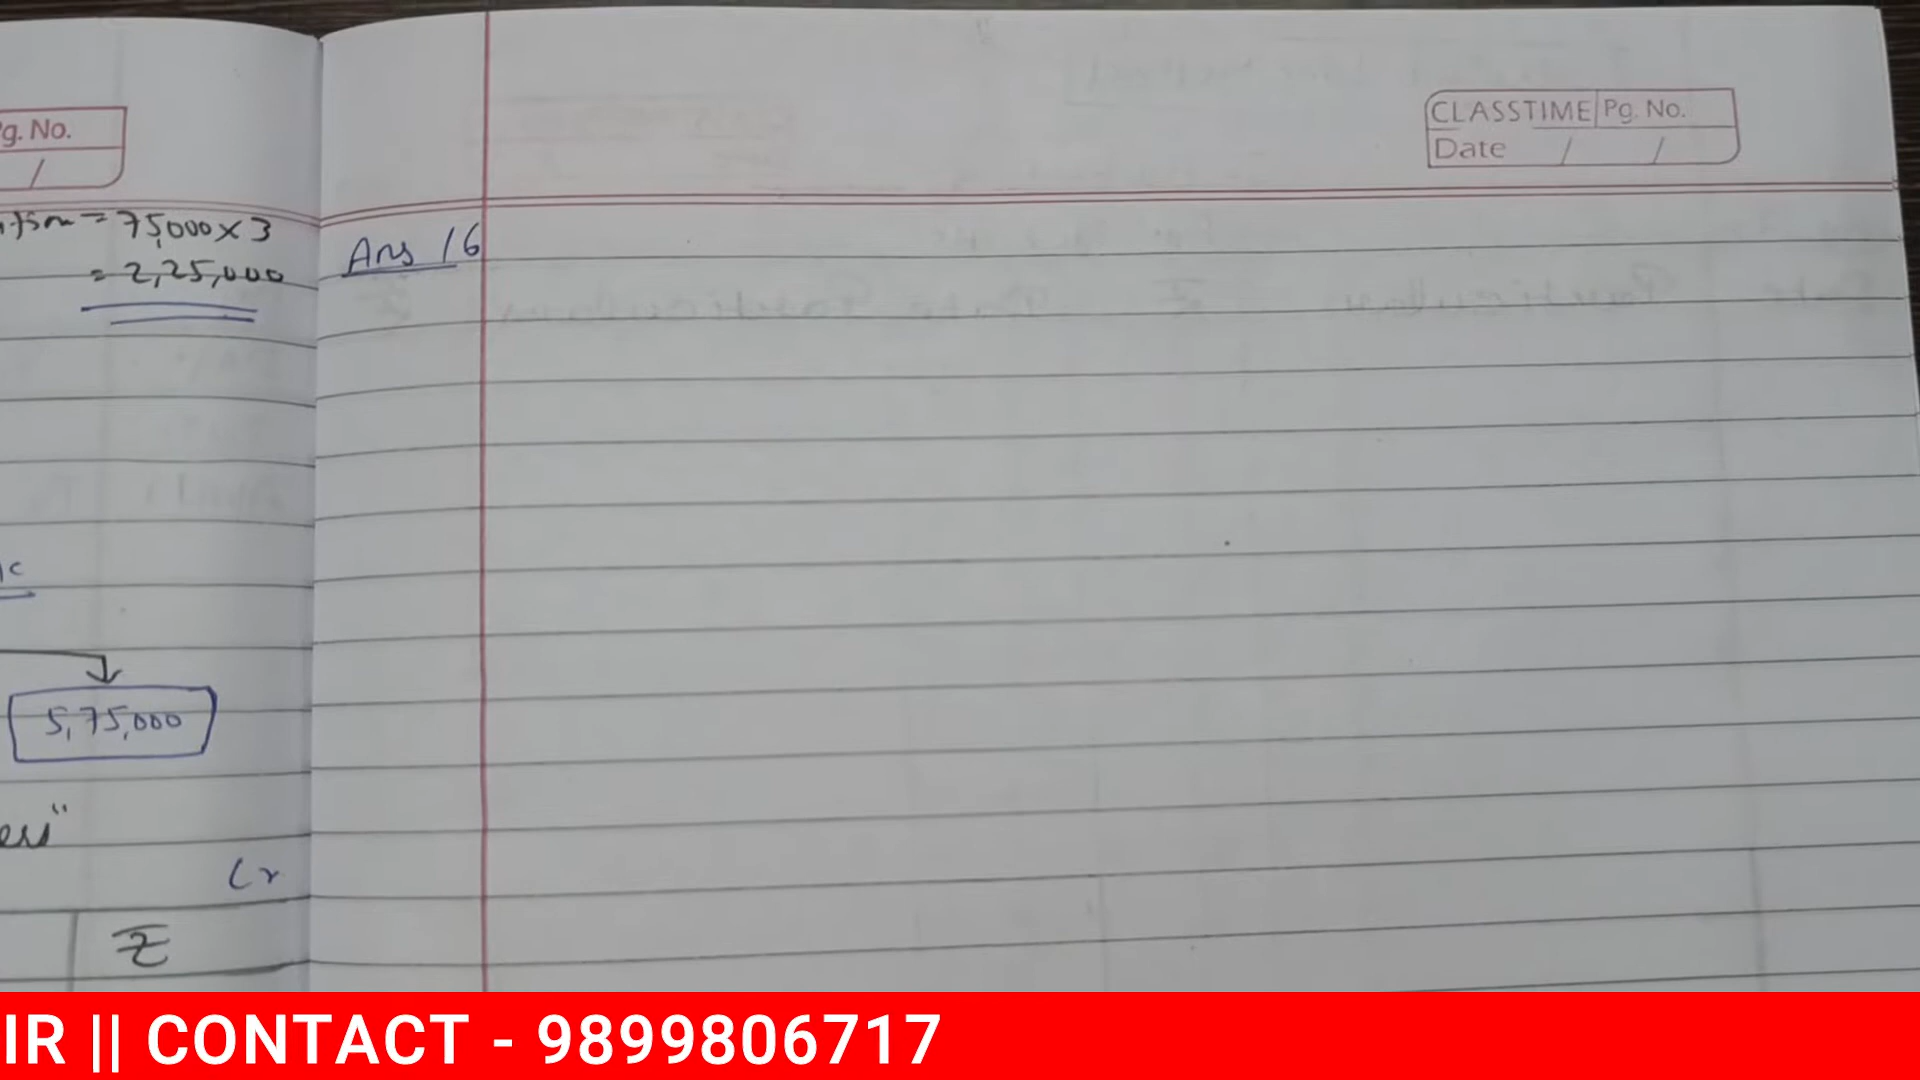 g. No.
/
= 75,000 x 3
= 2,25,000
5,75,000
Cr
₹
CLASSTIME Pg. No.
Date / /
Ans 16
IR || CONTACT - 9899806717